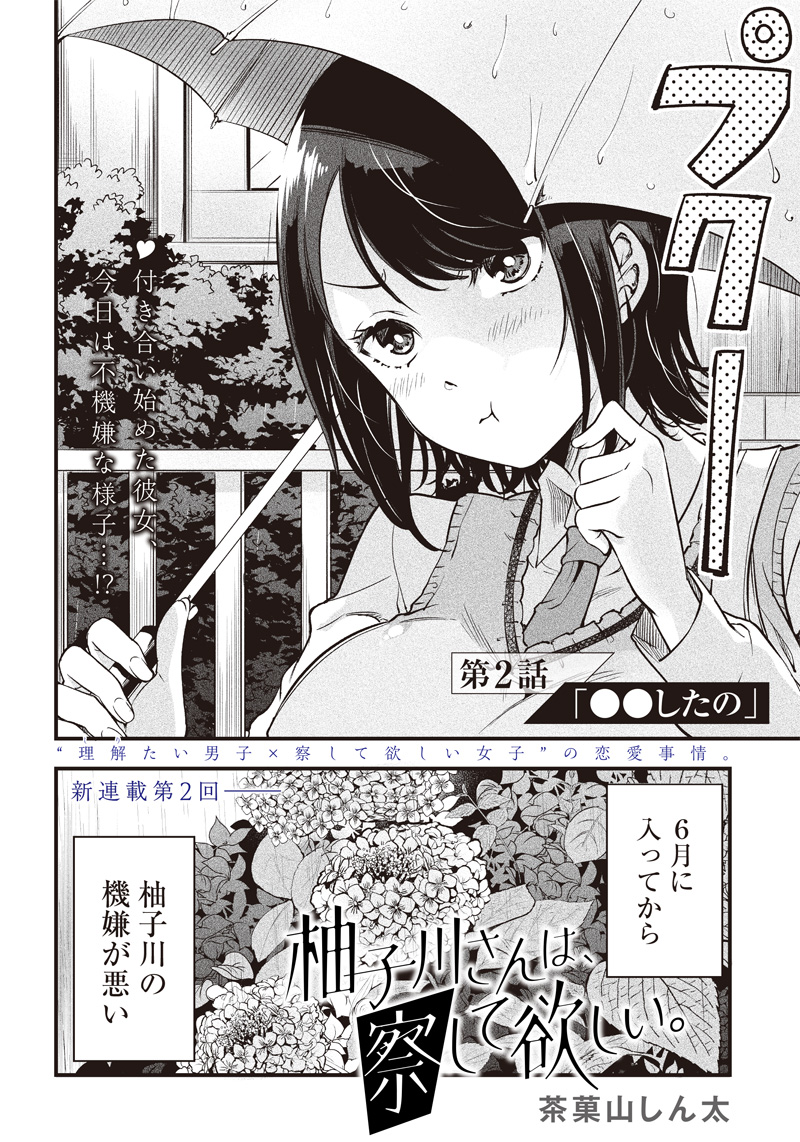 プクーーー
♥付き合い始めた彼女、
今日は不機嫌な様子…!?
第2話
「●●したの」
“理解たい男子×察して欲しい女子”の恋愛事情。
新連載第2回――
6月に
入ってから
柚子川の
機嫌が悪い
柚子川さんは、
察して欲しい。
茶菓山しん太